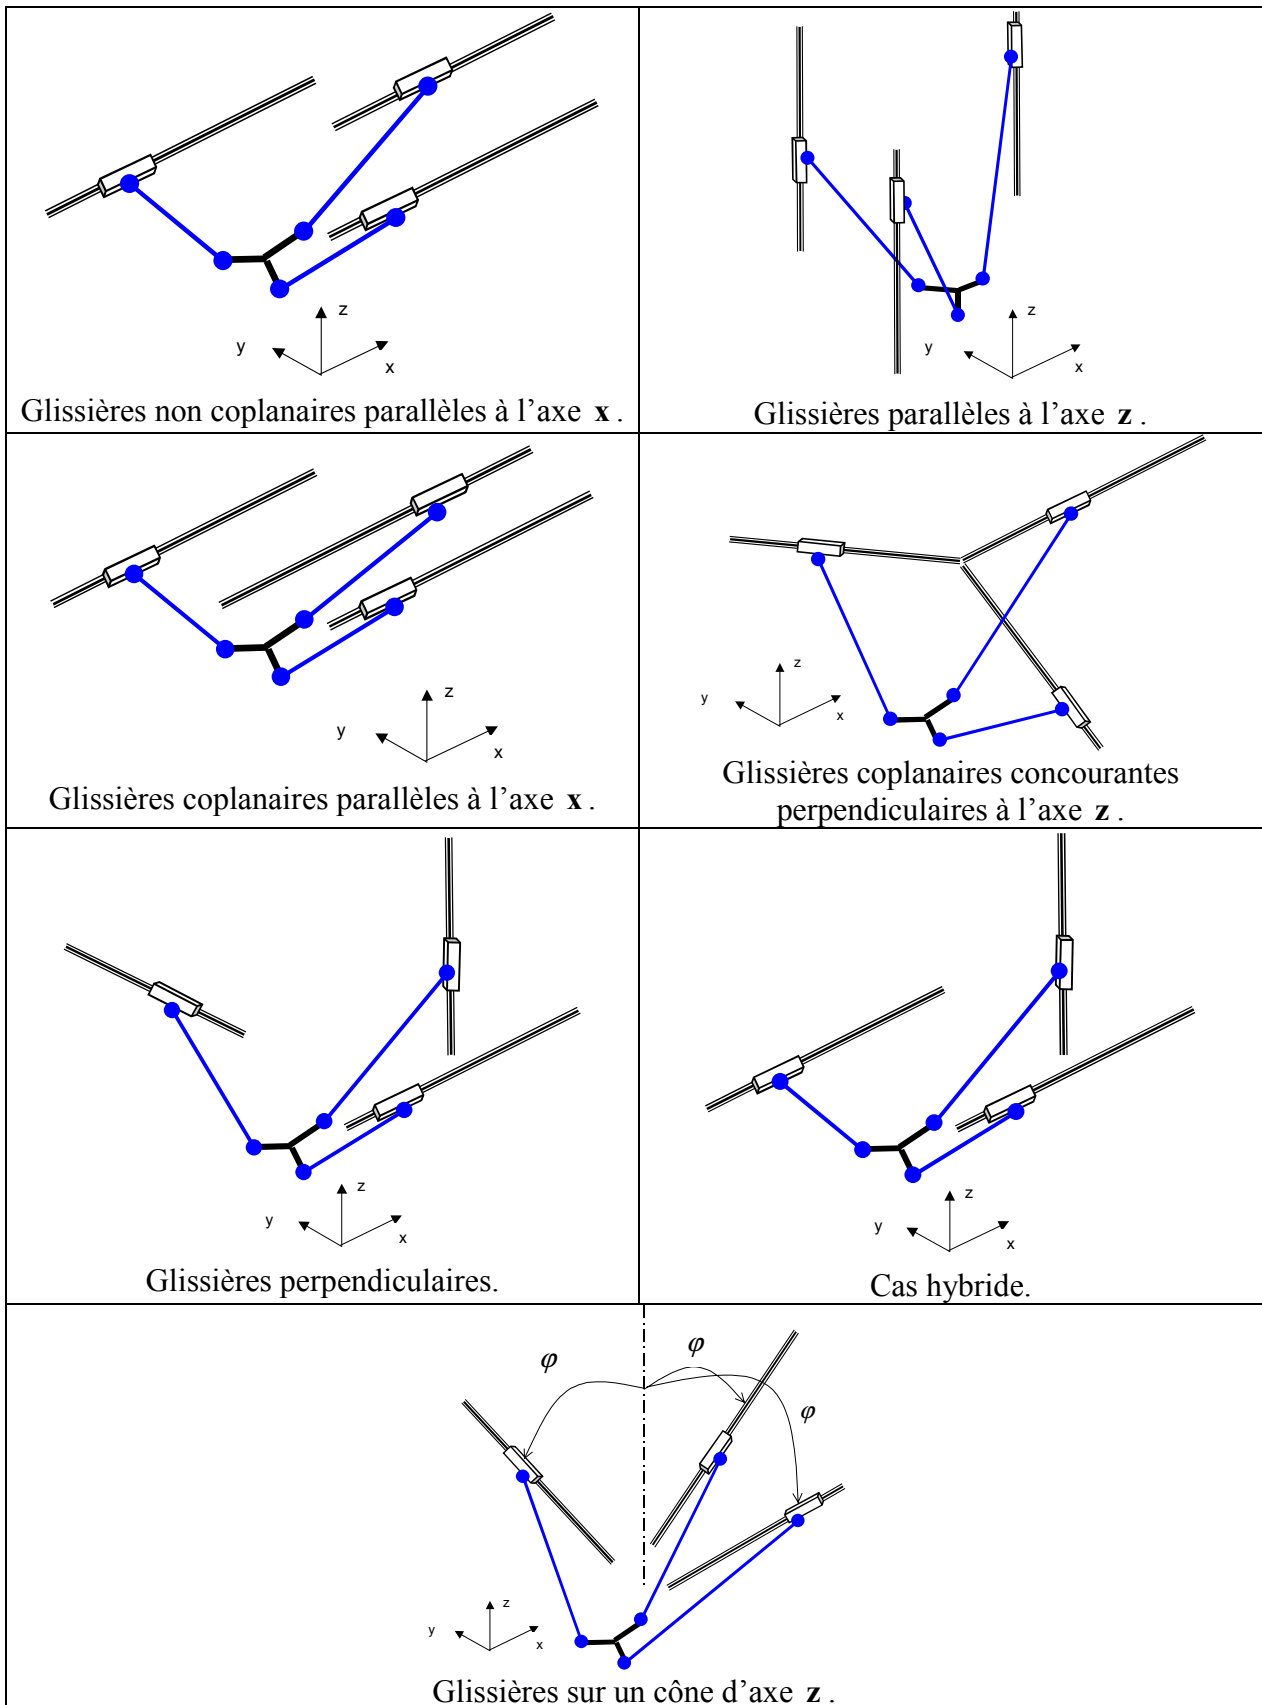 z
y
x
Glissières non coplanaires parallèles à l'axe x .
z
y
x
Glissières parallèles à l'axe z .
z
y
x
Glissières coplanaires parallèles à l'axe x .
z
y
x
Glissières coplanaires concourantes
perpendiculaires à l'axe z .
z
y
x
Glissières perpendiculaires.
z
y
x
Cas hybride.
φ
φ
φ
z
y
x
Glissières sur un cône d'axe z .